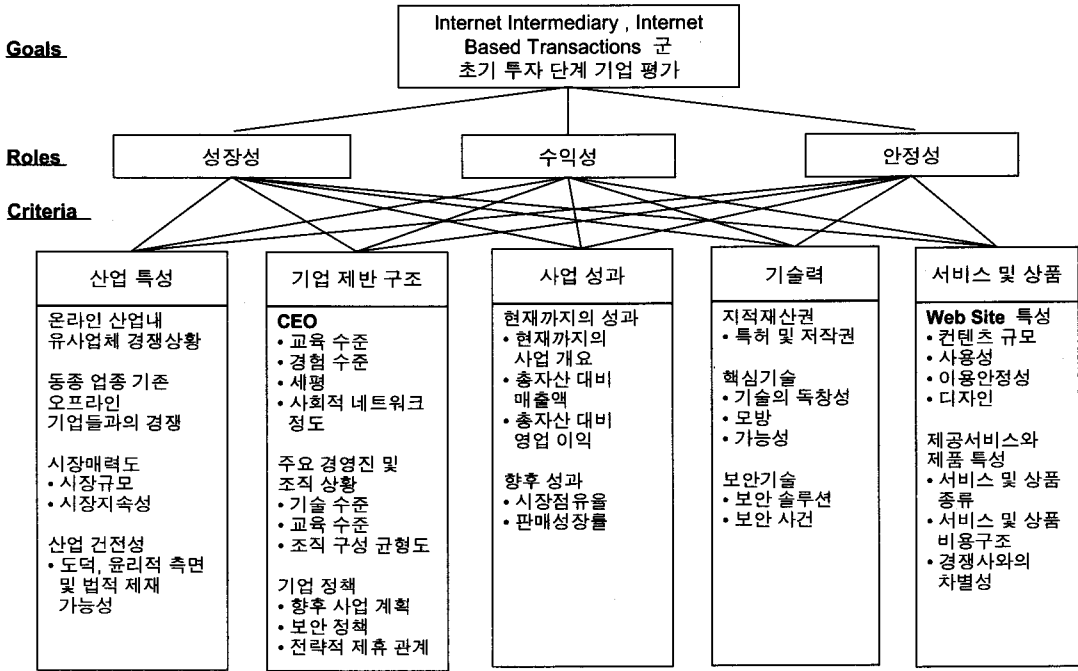 Goals
Internet Intermediary , Internet
Based Transactions 군
초기 투자 단계 기업 평가
Roles
성장성
수익성
안정성
Criteria
산업 특성
온라인 산업내
유사업체 경쟁상황
동종 업종 기존
오프라인
기업들과의 경쟁
시장매력도
• 시장규모
• 시장지속성
산업 건전성
• 도덕, 윤리적 측면
및 법적 제재
가능성
기업 제반 구조
CEO
• 교육 수준
• 경험 수준
• 세평
• 사회적 네트워크
정도
주요 경영진 및
조직 상황
• 기술 수준
• 교육 수준
• 조직 구성 균형도
기업 정책
• 향후 사업 계획
• 보안 정책
• 전략적 제휴 관계
사업 성과
현재까지의 성과
• 현재까지의
사업 개요
• 총자산 대비
매출액
• 총자산 대비
영업 이익
향후 성과
• 시장점유율
• 판매성장률
기술력
지적재산권
• 특허 및 저작권
핵심기술
• 기술의 독창성
• 모방
• 가능성
보안기술
• 보안 솔루션
• 보안 사건
서비스 및 상품
Web Site 특성
• 컨텐츠 규모
• 사용성
• 이용안정성
• 디자인
제공서비스와
제품 특성
• 서비스 및 상품
종류
• 서비스 및 상품
비용구조
• 경쟁사와의
차별성